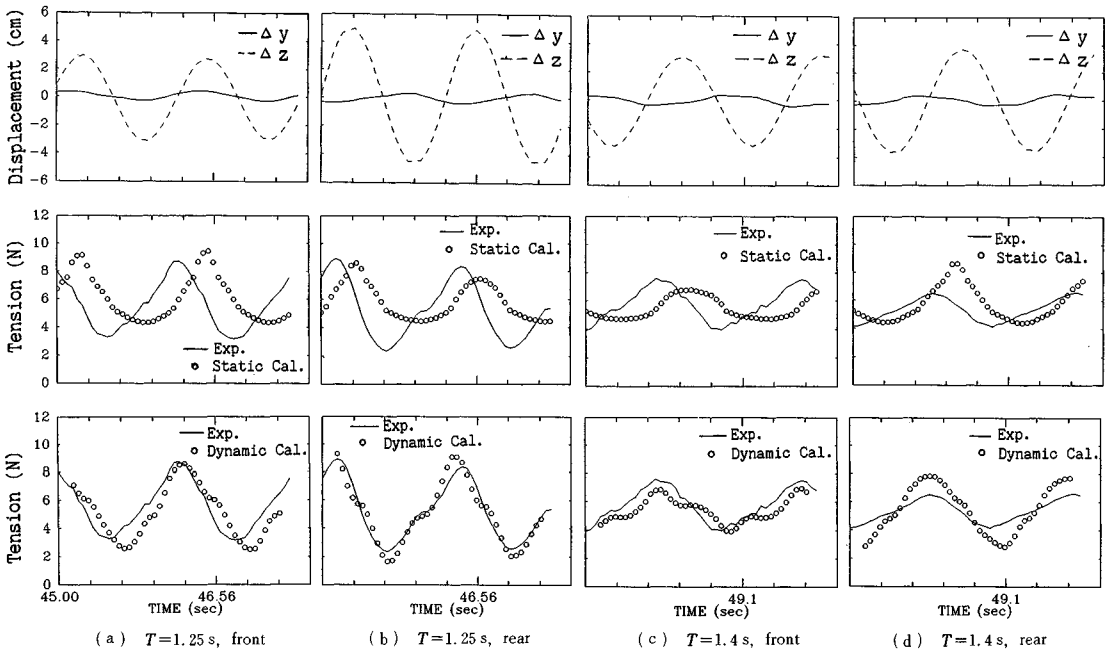 Displacement (cm)
6
4
2
0
-2
-4
-6
Δ y
Δ z
Δ y
Δ z
Δ y
Δ z
Δ y
Δ z
Tension (N)
12
10
8
6
4
2
0
Exp.
Static Cal.
Exp.
Static Cal.
Exp.
Static Cal.
Exp.
Static Cal.
Tension (N)
12
10
8
6
4
2
0
Exp.
Dynamic Cal.
Exp.
Dynamic Cal.
Exp.
Dynamic Cal.
Exp.
Dynamic Cal.
45.00 46.56
46.56
49.1
49.1
TIME (sec)
TIME (sec)
TIME (sec)
TIME (sec)
(a) T=1.25 s, front
(b) T=1.25 s, rear
(c) T=1.4 s, front
(d) T=1.4 s, rear